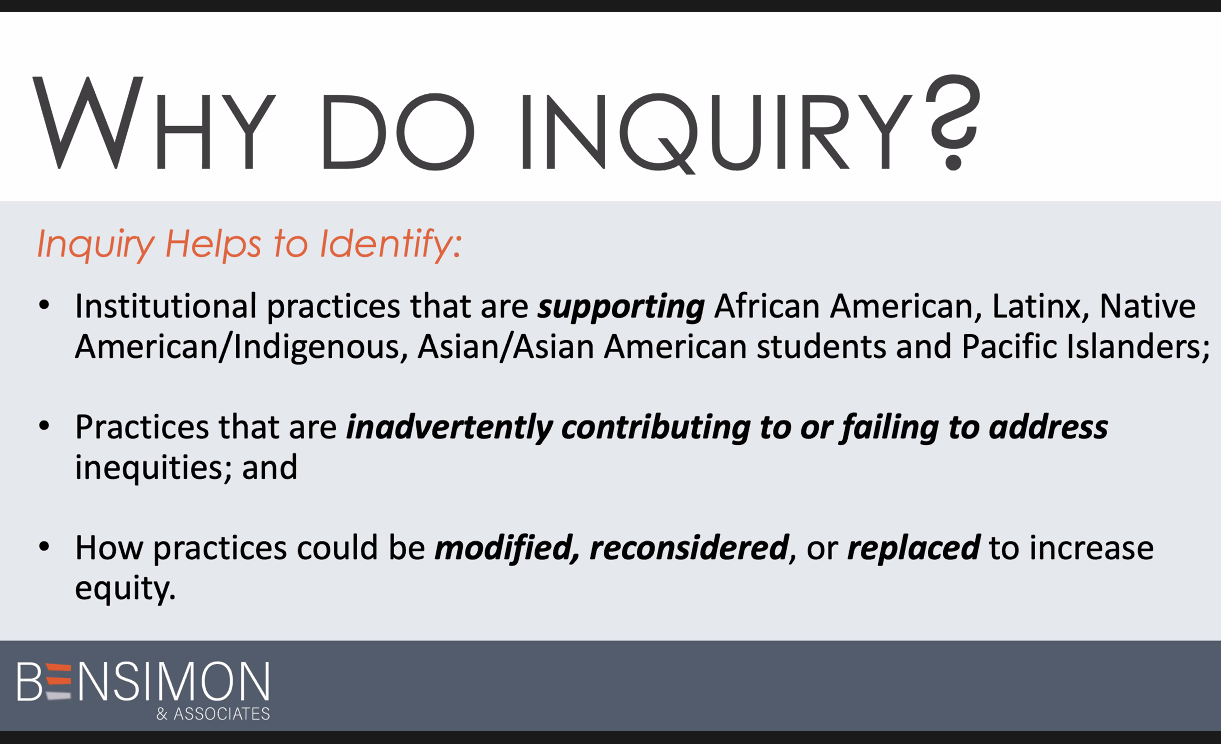 WHY DO INQUIRY?
Inquiry Helps to Identify:
• Institutional practices that are supporting African American, Latinx, Native
American/Indigenous, Asian/Asian American students and Pacific Islanders;
• Practices that are inadvertently contributing to or failing to address
inequities; and
• How practices could be modified, reconsidered, or replaced to increase
equity.
BENSIMON
& ASSOCIATES